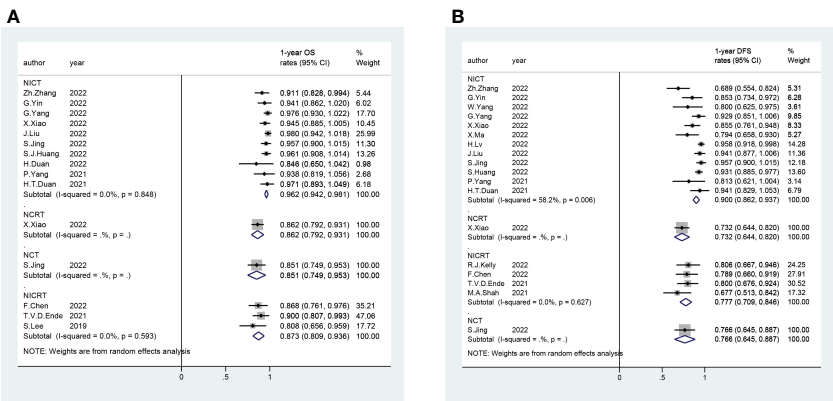 A
1-year OS %
author year rates (95% CI) Weight
NICT
Zh.Zhang 2022 0.911 (0.828, 0.994) 5.44
G.Yin 2022 0.941 (0.862, 1.020) 6.02
G.Yang 2022 0.976 (0.930, 1.022) 17.70
X.Xiao 2022 0.945 (0.885, 1.005) 10.45
J.Liu 2022 0.980 (0.942, 1.018) 25.99
S.Jing 2022 0.957 (0.900, 1.015) 11.30
S.J.Huang 2022 0.961 (0.908, 1.014) 13.26
H.Duan 2022 0.846 (0.650, 1.042) 0.98
P.Yang 2021 0.938 (0.819, 1.056) 2.68
H.T.Duan 2021 0.971 (0.893, 1.049) 6.18
Subtotal (I-squared = 0.0%, p = 0.848) 0.962 (0.942, 0.981) 100.00
.
NCRT
X.Xiao 2022 0.862 (0.792, 0.931) 100.00
Subtotal (I-squared = .%, p = .) 0.862 (0.792, 0.931) 100.00
.
NCT
S.Jing 2022 0.851 (0.749, 0.953) 100.00
Subtotal (I-squared = .%, p = .) 0.851 (0.749, 0.953) 100.00
.
NICRT
F.Chen 2022 0.868 (0.761, 0.976) 35.21
T.V.D.Ende 2021 0.900 (0.807, 0.993) 47.06
S.Lee 2019 0.808 (0.656, 0.959) 17.72
Subtotal (I-squared = 0.0%, p = 0.593) 0.873 (0.809, 0.936) 100.00
NOTE: Weights are from random effects analysis
0 .5 1
B
1-year DFS %
author year rates (95% CI) Weight
NICT
Zh.Zhang 2022 0.689 (0.554, 0.824) 5.31
G.Yin 2022 0.853 (0.734, 0.972) 6.28
W.Yang 2022 0.800 (0.625, 0.975) 3.61
G.Yang 2022 0.929 (0.851, 1.006) 9.85
X.Xiao 2022 0.855 (0.761, 0.948) 8.33
X.Ma 2022 0.794 (0.658, 0.930) 5.27
H.Lv 2022 0.958 (0.918, 0.998) 14.28
J.Liu 2022 0.941 (0.877, 1.006) 11.36
S.Jing 2022 0.957 (0.900, 1.015) 12.18
S.Huang 2022 0.931 (0.885, 0.977) 13.60
P.Yang 2021 0.813 (0.621, 1.004) 3.14
H.T.Duan 2021 0.941 (0.829, 1.053) 6.79
Subtotal (I-squared = 58.2%, p = 0.006) 0.900 (0.862, 0.937) 100.00
.
NCRT
X.Xiao 2022 0.732 (0.644, 0.820) 100.00
Subtotal (I-squared = .%, p = .) 0.732 (0.644, 0.820) 100.00
.
NICRT
R.J.Kelly 2022 0.806 (0.667, 0.946) 24.25
F.Chen 2022 0.789 (0.660, 0.919) 27.91
T.V.D.Ende 2021 0.800 (0.676, 0.924) 30.52
M.A.Shah 2021 0.677 (0.513, 0.842) 17.32
Subtotal (I-squared = 0.0%, p = 0.627) 0.777 (0.709, 0.846) 100.00
.
NCT
S.Jing 2022 0.766 (0.645, 0.887) 100.00
Subtotal (I-squared = .%, p = .) 0.766 (0.645, 0.887) 100.00
NOTE: Weights are from random effects analysis
0 .5 1